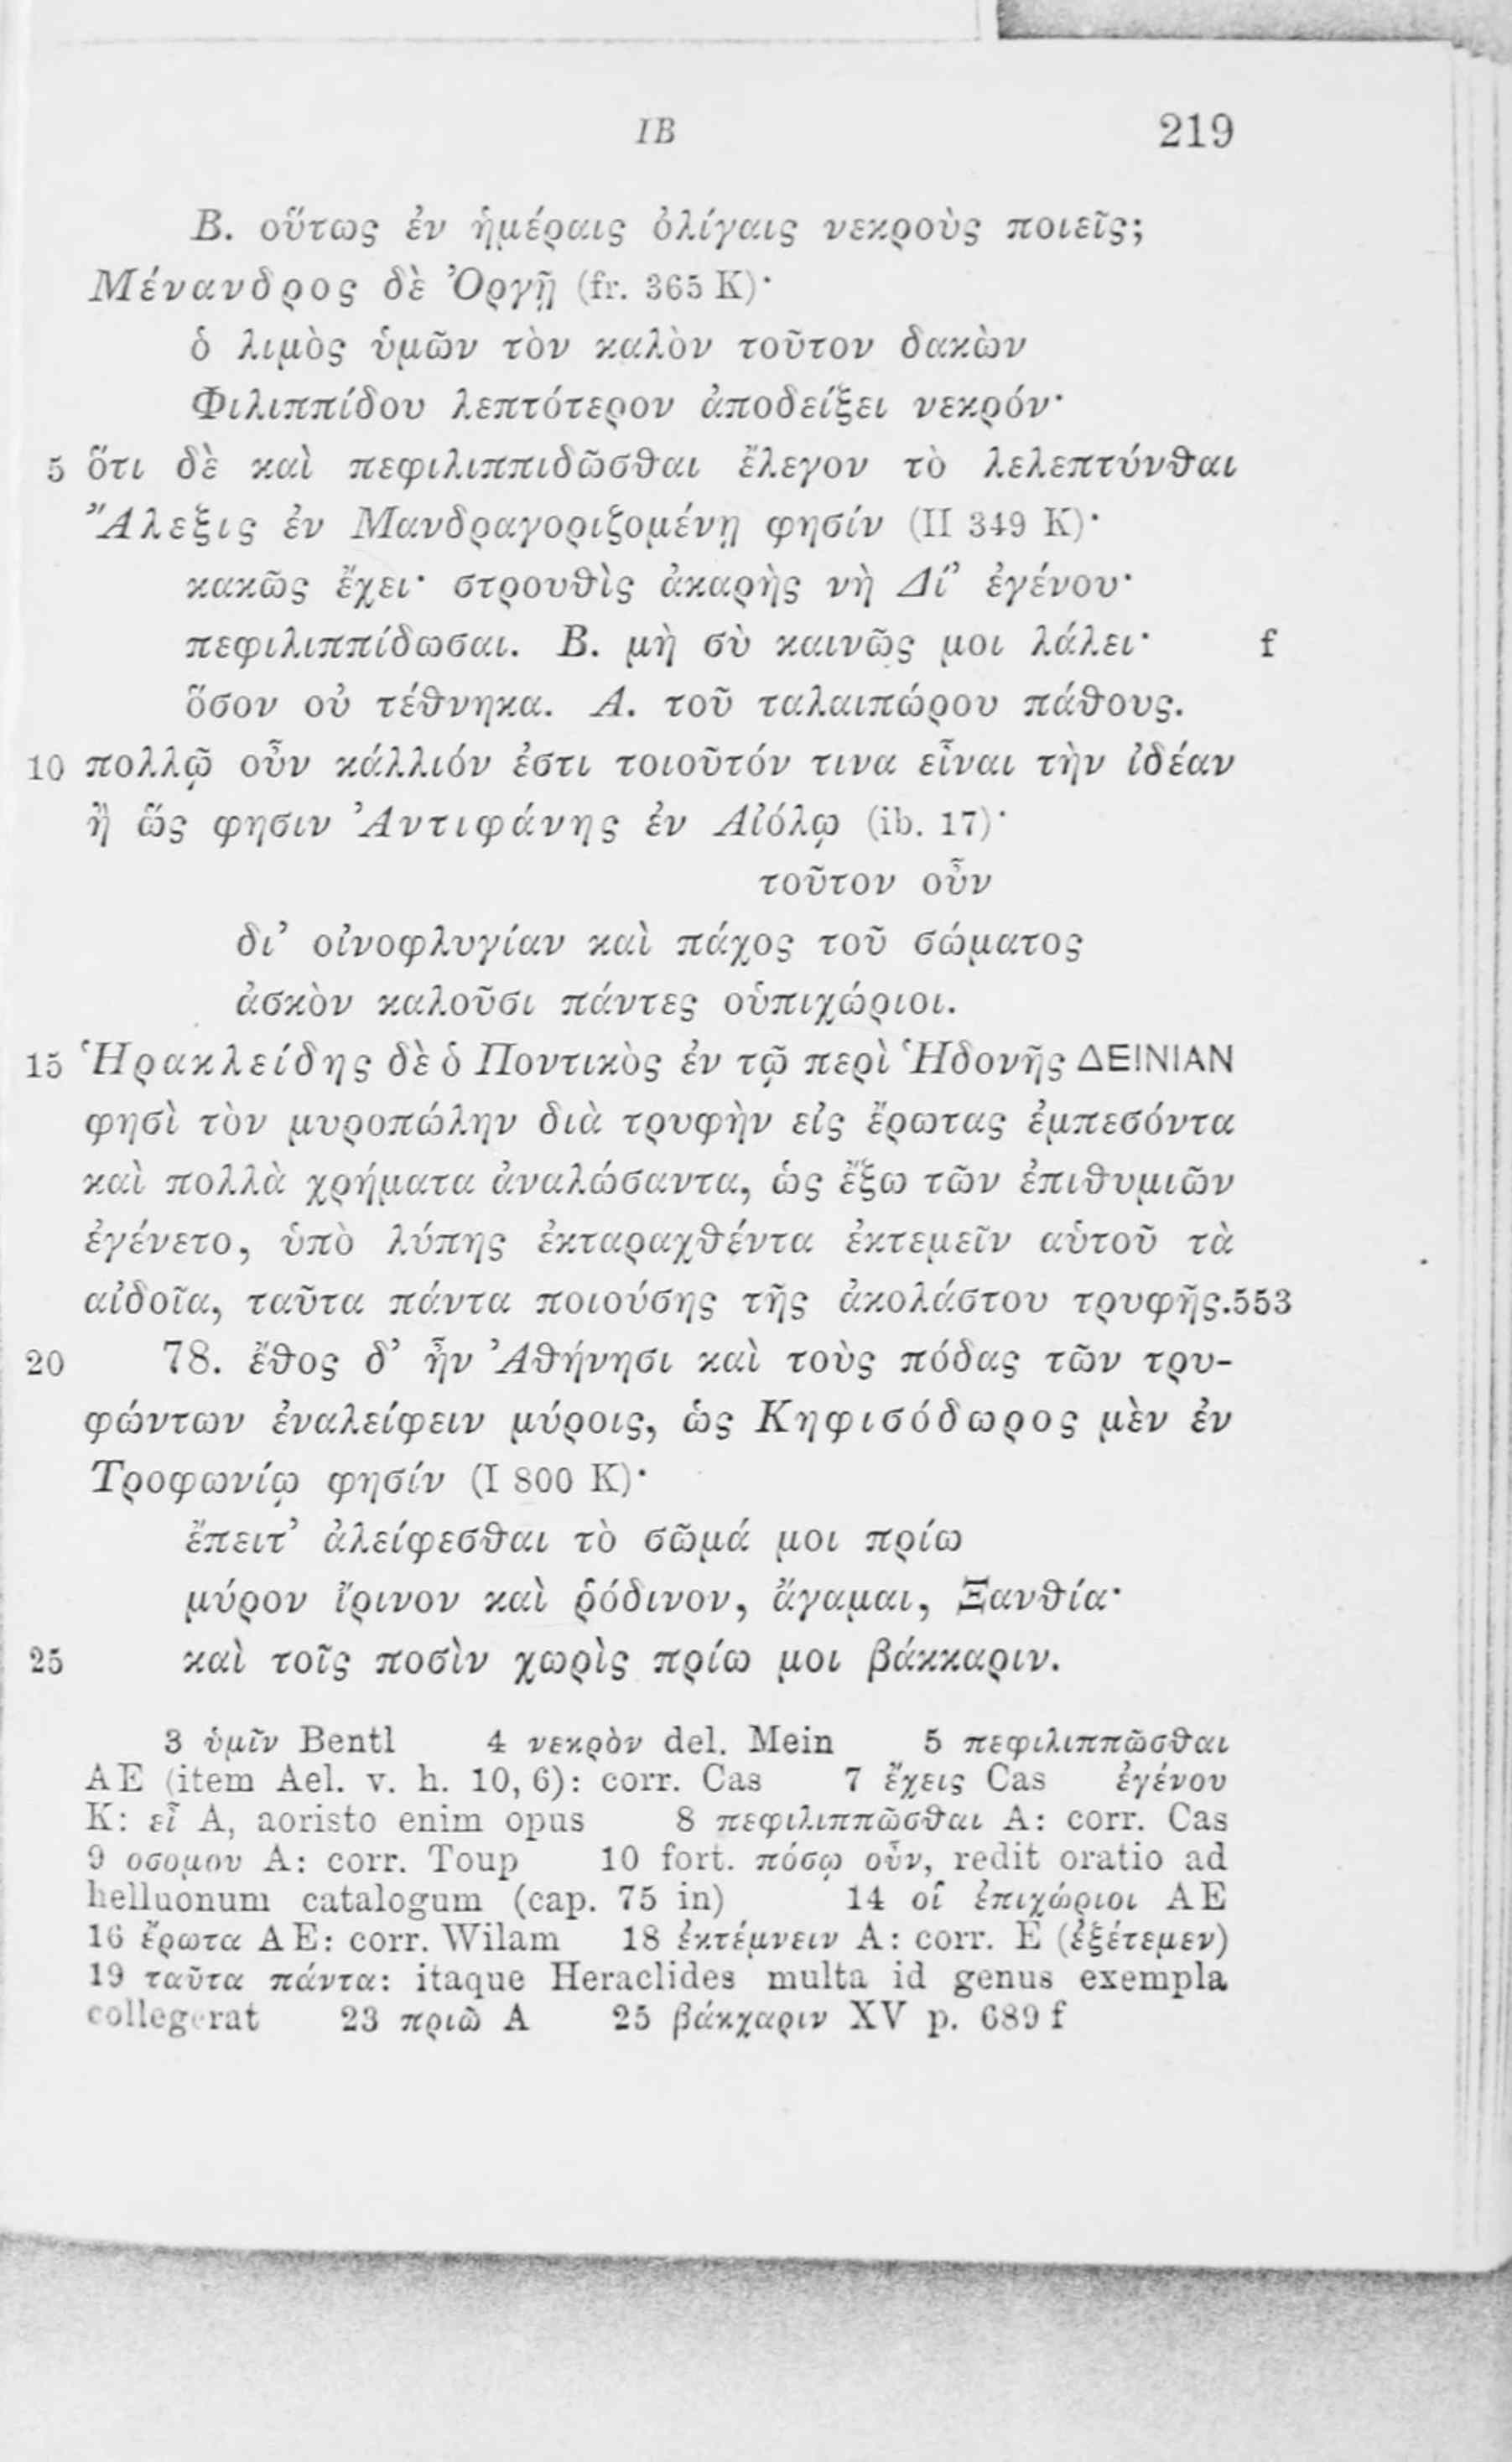 IB 219
B. οὕτως ἐν ἡμέραις ὀλίγαις νεκροὺς ποιεῖς;
Μένανδρος δὲ Ὀργῇ (fr. 365 K)·
ὁ λιμὸς ὑμῶν τὸν καλὸν τοῦτον δακὼν
Φιλιππίδου λεπτότερον ἀποδείξει νεκρόν·
5 ὅτι δὲ καὶ πεφιλιππιδῶσθαι ἔλεγον τὸ λελεπτύνθαι
Ἄλεξις ἐν Μανδραγοριζομένῃ φησίν (II 349 K)·
κακῶς ἔχει· στρουθὶς ἀκαρὴς νὴ Δί’ ἐγένου·
πεφιλιππίδωσαι. B. μὴ σὺ καινῶς μοι λάλει· f
ὅσον οὐ τέθνηκα. A. τοῦ ταλαιπώρου πάθους.
10 πολλῷ οὖν κάλλιόν ἐστι τοιοῦτόν τινα εἶναι τὴν ἰδέαν
ἢ ὥς φησιν Ἀντιφάνης ἐν Αἰόλῳ (ib. 17)·
τοῦτον οὖν
δι’ οἰνοφλυγίαν καὶ πάχος τοῦ σώματος
ἀσκὸν καλοῦσι πάντες οὑπιχώριοι.
15 Ἡρακλείδης δὲ ὁ Ποντικὸς ἐν τῷ περὶ Ἡδονῆς ΔΕΙΝΙΑΝ
φησὶ τὸν μυροπώλην διὰ τρυφὴν εἰς ἔρωτας ἐμπεσόντα
καὶ πολλὰ χρήματα ἀναλώσαντα, ὡς ἔξω τῶν ἐπιθυμιῶν
ἐγένετο, ὑπὸ λύπης ἐκταραχθέντα ἐκτεμεῖν αὑτοῦ τὰ
αἰδοῖα, ταῦτα πάντα ποιούσης τῆς ἀκολάστου τρυφῆς. 553
20 78. ἔθος δ’ ἦν Ἀθήνησι καὶ τοὺς πόδας τῶν τρυ-
φώντων ἐναλείφειν μύροις, ὡς Κηφισόδωρος μὲν ἐν
Τροφωνίῳ φησίν (I 800 K)·
ἔπειτ’ ἀλείφεσθαι τὸ σῶμά μοι πρίω
μύρον ἴρινον καὶ ῥόδινον, ἄγαμαι, Ξανθία·
25 καὶ τοῖς ποσὶν χωρὶς πρίω μοι βάκκαριν.
3 ὑμῖν Bentl 4 νεκρὸν del. Mein 5 πεφιλιππῶσθαι
AE (item Ael. v. h. 10, 6): corr. Cas 7 ἔχεις Cas ἐγένου
K: εἶ A, aoristo enim opus 8 πεφιλιππῶσθαι A: corr. Cas
9 οσομου A: corr. Toup 10 fort. πόσῳ οὖν, redit oratio ad
helluonum catalogum (cap. 75 in) 14 οἱ ἐπιχώριοι AE
16 ἔρωτα AE: corr. Wilam 18 ἐκτέμνειν A: corr. E (ἐξέτεμεν)
19 ταῦτα πάντα: itaque Heraclides multa id genus exempla
collegerat 23 πριῶ A 25 βάκχαριν XV p. 689 f